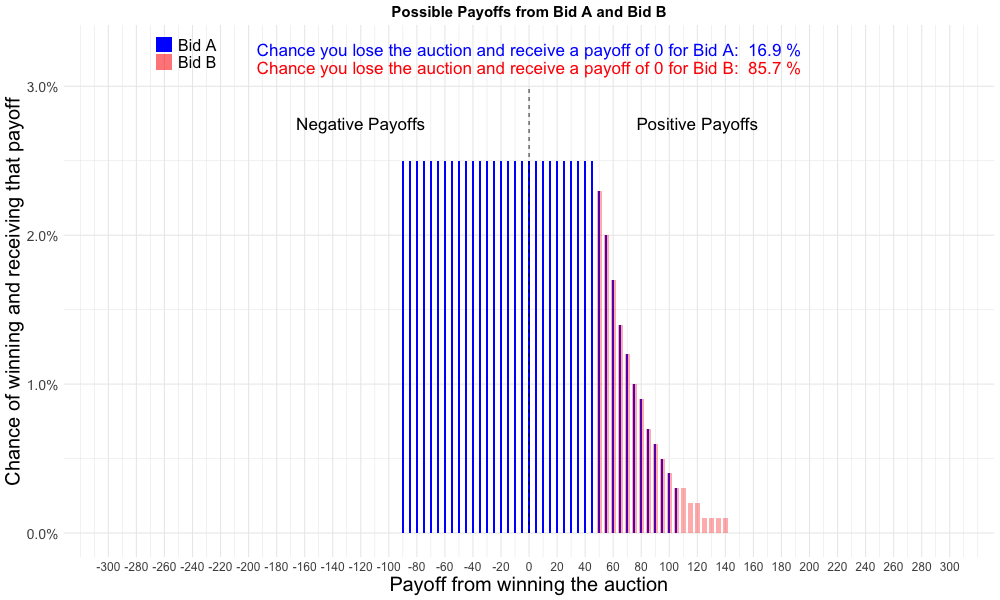 Possible Payoffs from Bid A and Bid B
Bid A
Bid B
Chance you lose the auction and receive a payoff of 0 for Bid A: 16.9 %
Chance you lose the auction and receive a payoff of 0 for Bid B: 85.7 %
Negative Payoffs
Positive Payoffs
Chance of winning and receiving that payoff
3.0%
2.0%
1.0%
0.0%
-300 -280 -260 -240 -220 -200 -180 -160 -140 -120 -100 -80 -60 -40 -20 0 20 40 60 80 100 120 140 160 180 200 220 240 260 280 300
Payoff from winning the auction